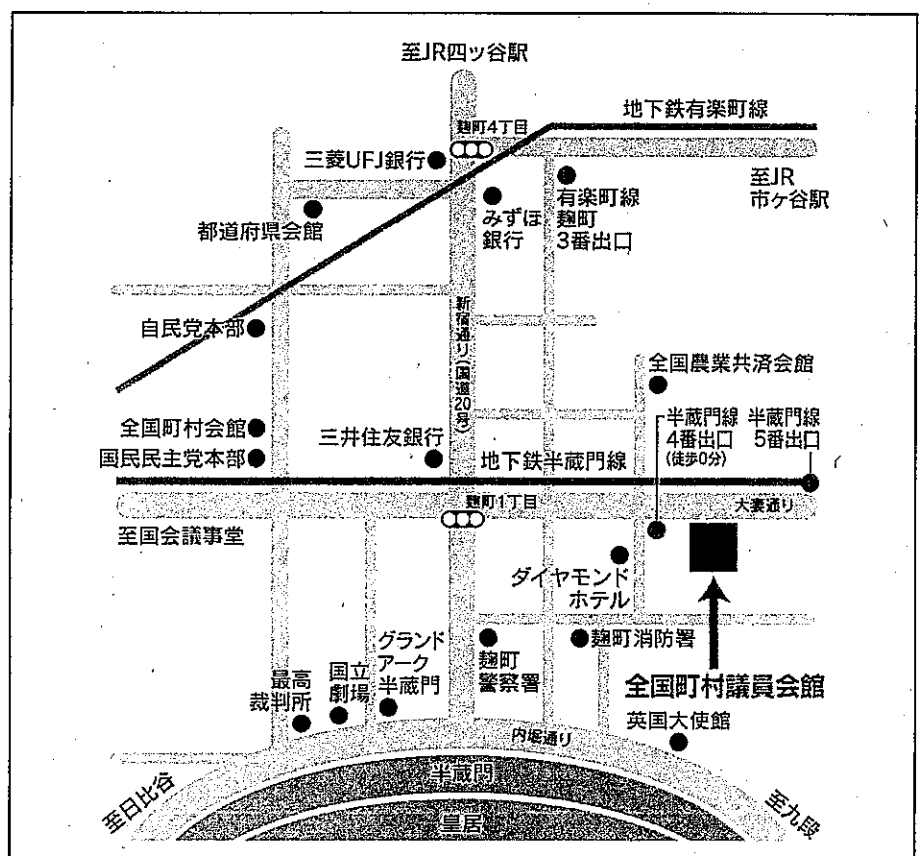 至JR四ツ谷駅
地下鉄有楽町線
麹町4丁目
三菱UFJ銀行
至JR
市ヶ谷駅
有楽町線
麹町
3番出口
みずほ
銀行
都道府県会館
新宿通り(国道20号)
自民党本部
全国農業共済会館
半蔵門線
4番出口
(徒歩0分)
半蔵門線
5番出口
全国町村会館
三井住友銀行
国民民主党本部
地下鉄半蔵門線
麹町1丁目
大妻通り
至国会議事堂
ダイヤモンド
ホテル
グランド
アーク
半蔵門
麹町
警察署
麹町消防署
国立
劇場
最高
裁判所
全国町村議員会館
英国大使館
内堀通り
半蔵門
至日比谷
至九段
皇居